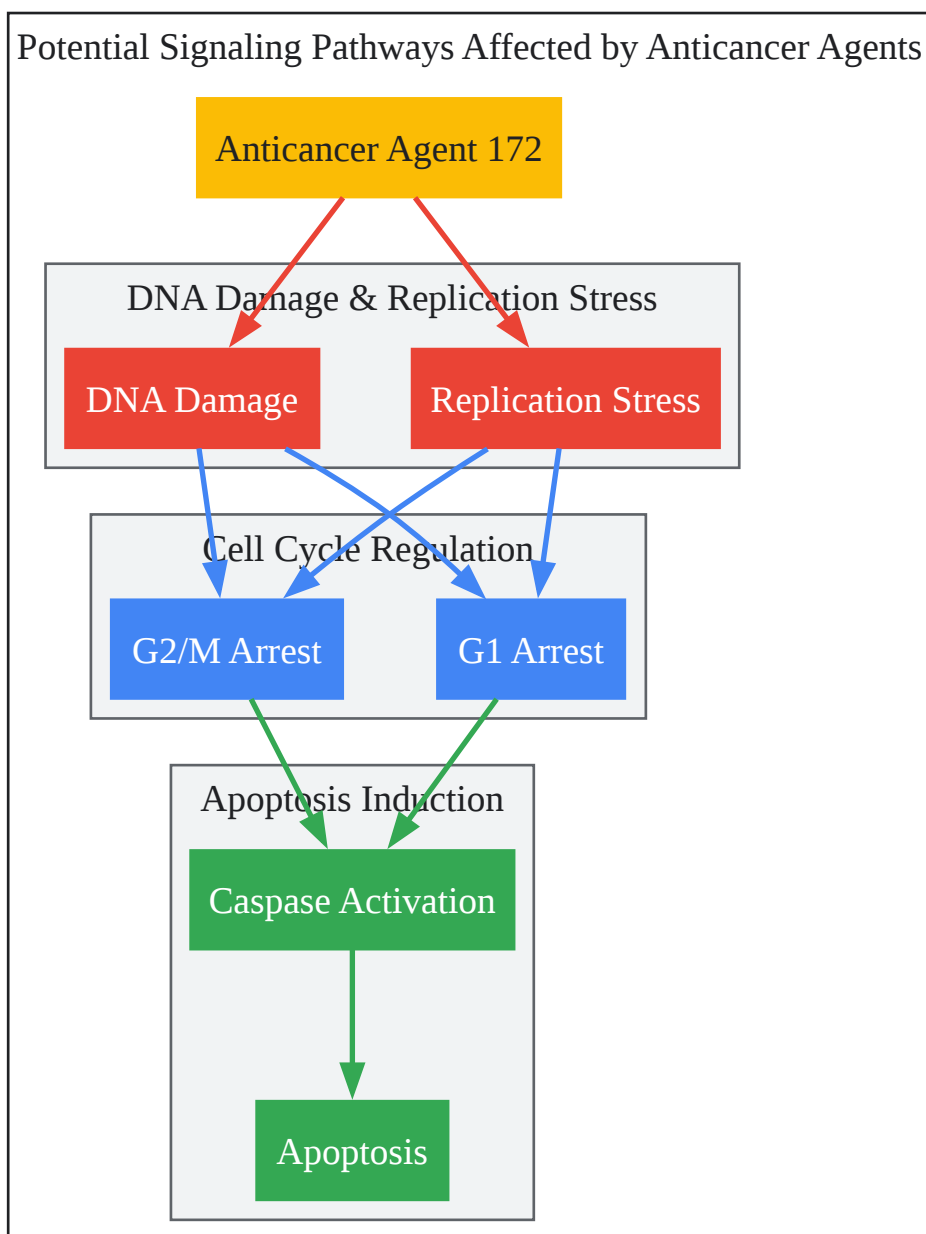 Potential Signaling Pathways Affected by Anticancer Agents
Anticancer Agent 172
DNA Damage & Replication Stress
DNA Damage
Replication Stress
Cell Cycle Regulation
G2/M Arrest
G1 Arrest
Apoptosis Induction
Caspase Activation
Apoptosis